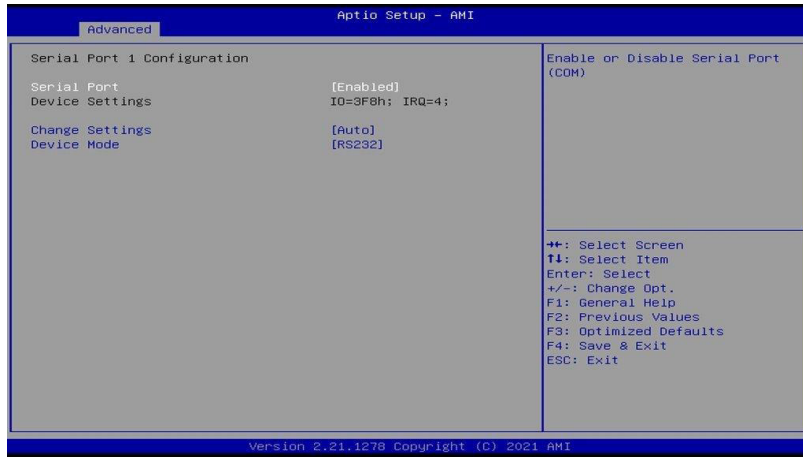 Aptio Setup – AMI
Advanced
Serial Port 1 Configuration
Serial Port [Enabled]
Device Settings IO=3F8h; IRQ=4;
Change Settings [Auto]
Device Mode [RS232]
Enable or Disable Serial Port
(COM)
→←: Select Screen
↑↓: Select Item
Enter: Select
+/-: Change Opt.
F1: General Help
F2: Previous Values
F3: Optimized Defaults
F4: Save & Exit
ESC: Exit
Version 2.21.1278 Copyright (C) 2021 AMI